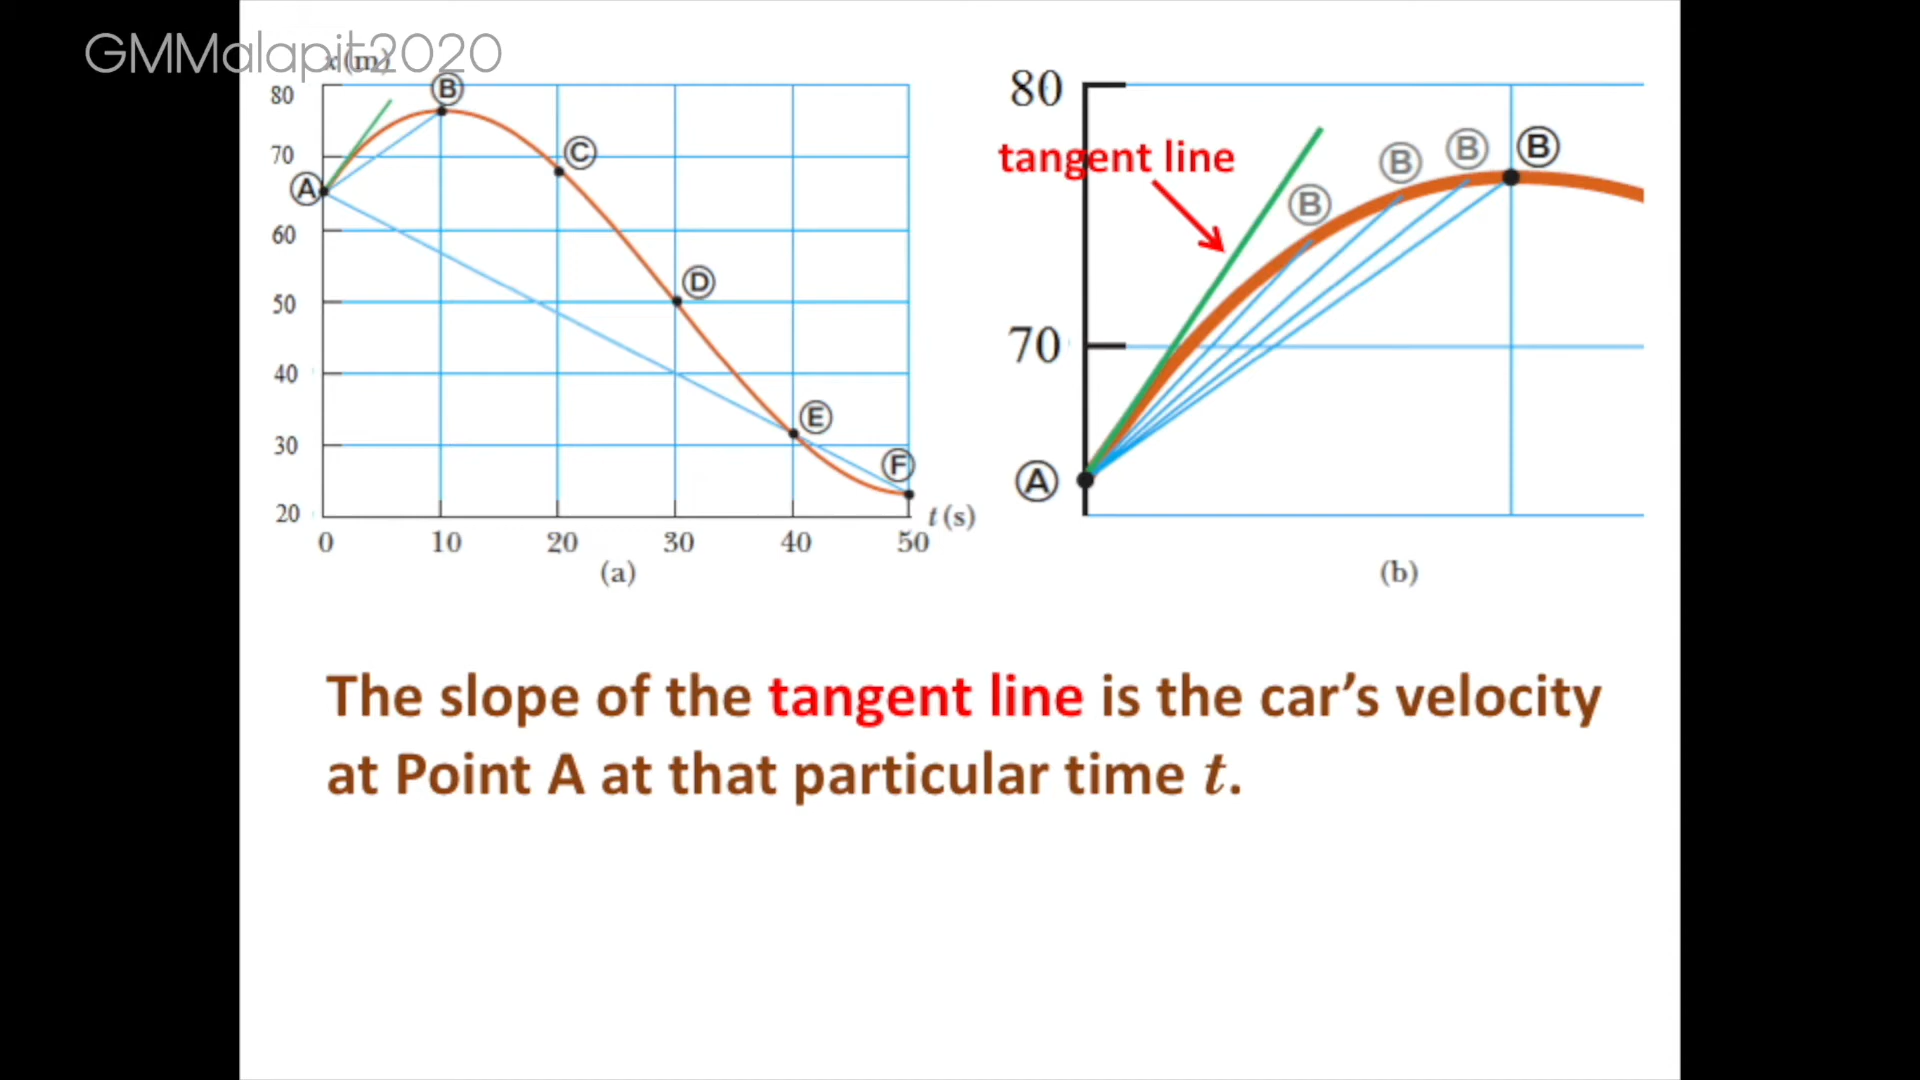 GMMalapit2020
x (m)
80
70
60
50
40
30
20
A
B
C
D
E
F
0 10 20 30 40 50
t (s)
(a)
80
70
tangent line
B B B B
A
(b)
The slope of the tangent line is the car’s velocity
at Point A at that particular time t.